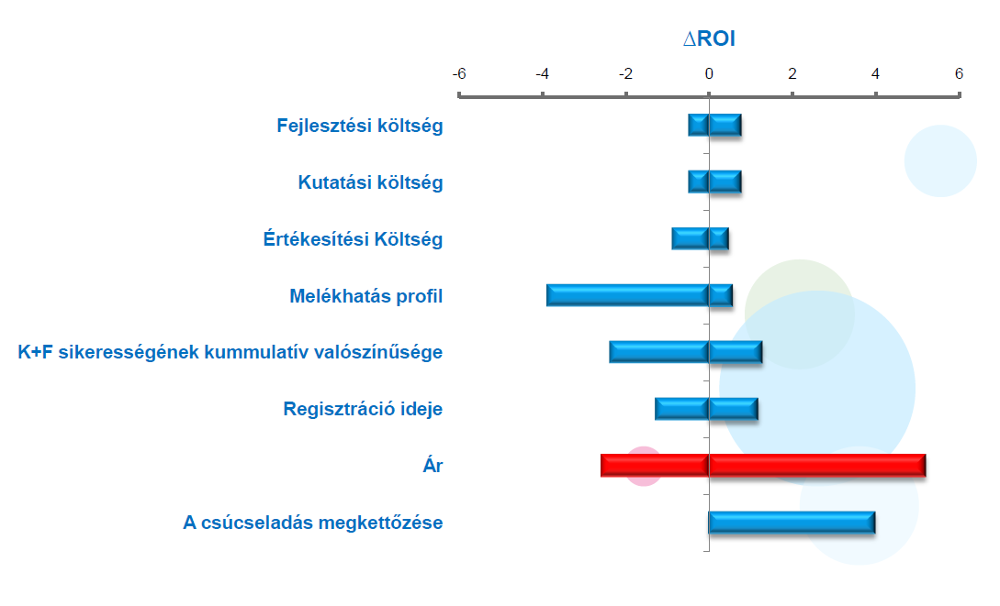 ∆ROI
-6 -4 -2 0 2 4 6
Fejlesztési költség
Kutatási költség
Értékesítési Költség
Melékhatás profil
K+F sikerességének kummulatív valószínűsége
Regisztráció ideje
Ár
A csúcseladás megkettőzése